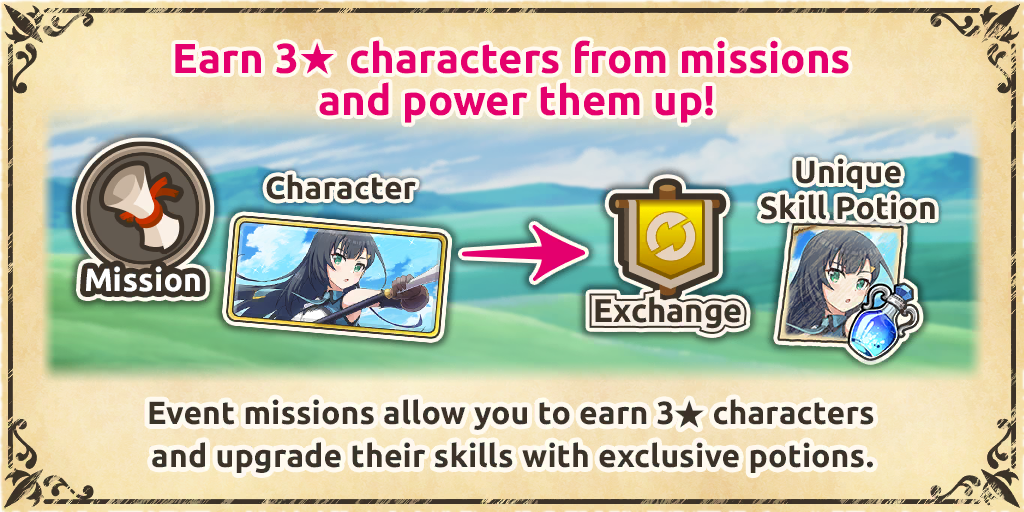 Earn 3★ characters from missions
and power them up!
Character
Mission
Exchange
Unique
Skill Potion
Event missions allow you to earn 3★ characters
and upgrade their skills with exclusive potions.